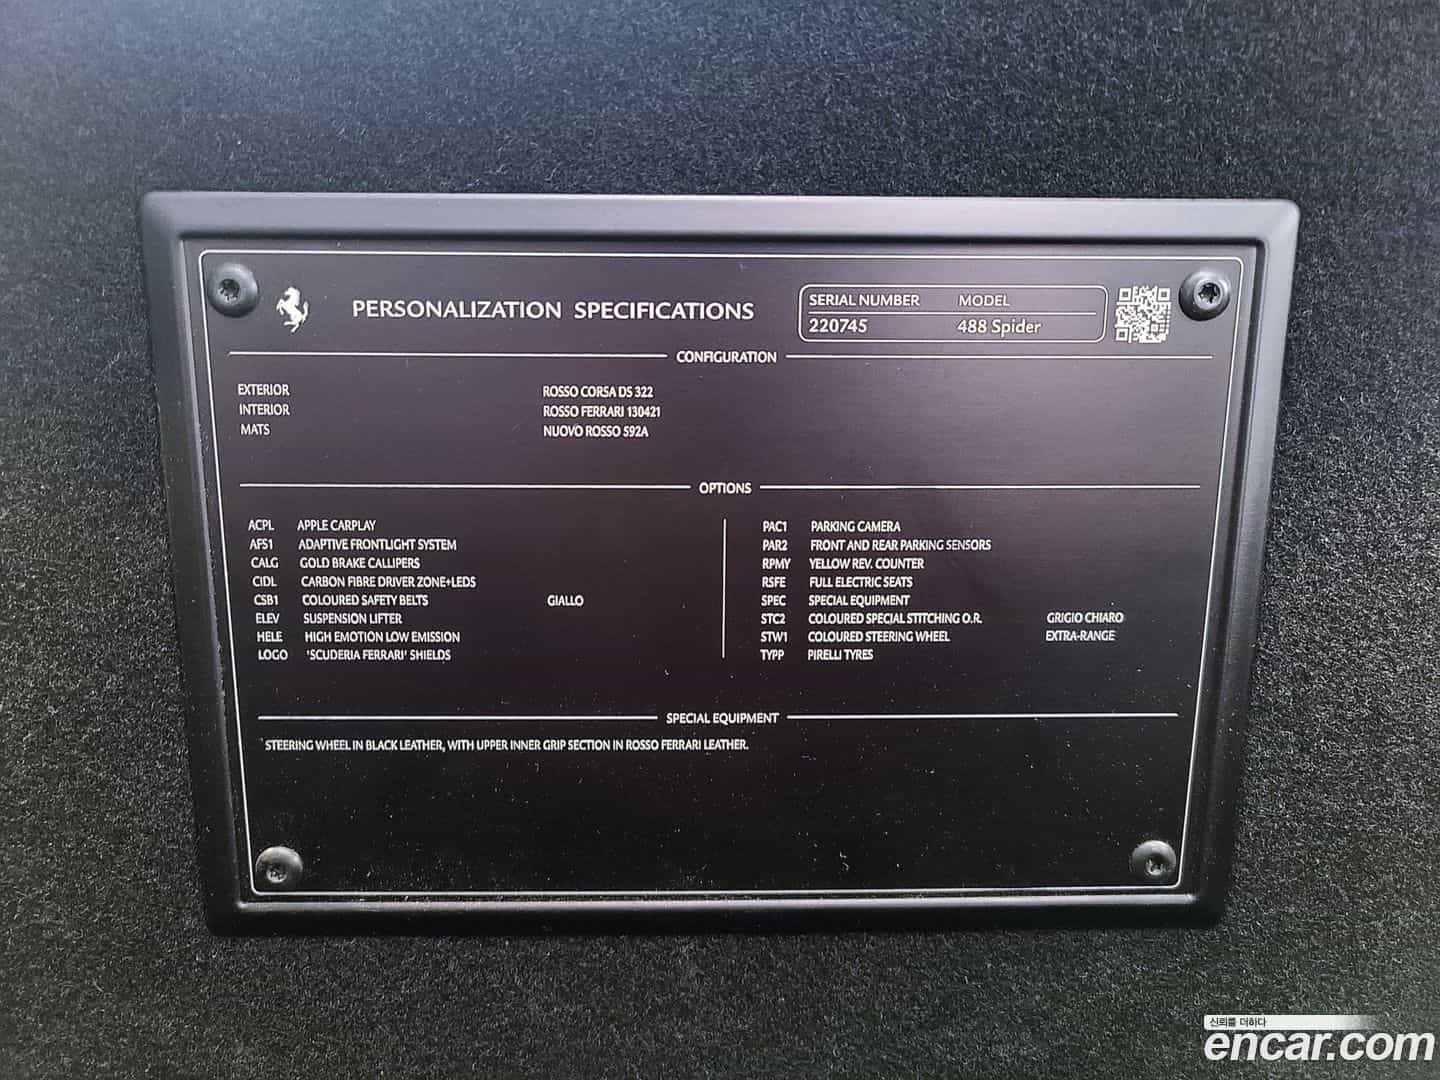 PERSONALIZATION SPECIFICATIONS
SERIAL NUMBER MODEL
220745 488 Spider
CONFIGURATION
EXTERIOR ROSSO CORSA DS 322
INTERIOR ROSSO FERRARI 130421
MATS NUOVO ROSSO 592A
OPTIONS
ACPL APPLE CARPLAY
AFS1 ADAPTIVE FRONTLIGHT SYSTEM
CALG GOLD BRAKE CALLIPERS
CIDL CARBON FIBRE DRIVER ZONE+LEDS
CSB1 COLOURED SAFETY BELTS GIALLO
ELEV SUSPENSION LIFTER
HELE HIGH EMOTION LOW EMISSION
LOGO 'SCUDERIA FERRARI' SHIELDS
PAC1 PARKING CAMERA
PAR2 FRONT AND REAR PARKING SENSORS
RPMY YELLOW REV. COUNTER
RSFE FULL ELECTRIC SEATS
SPEC SPECIAL EQUIPMENT
STC2 COLOURED SPECIAL STITCHING O.R. GRIGIO CHIARO
STW1 COLOURED STEERING WHEEL EXTRA-RANGE
TYPP PIRELLI TYRES
SPECIAL EQUIPMENT
STEERING WHEEL IN BLACK LEATHER, WITH UPPER INNER GRIP SECTION IN ROSSO FERRARI LEATHER.
신뢰를 더하다
encar.com